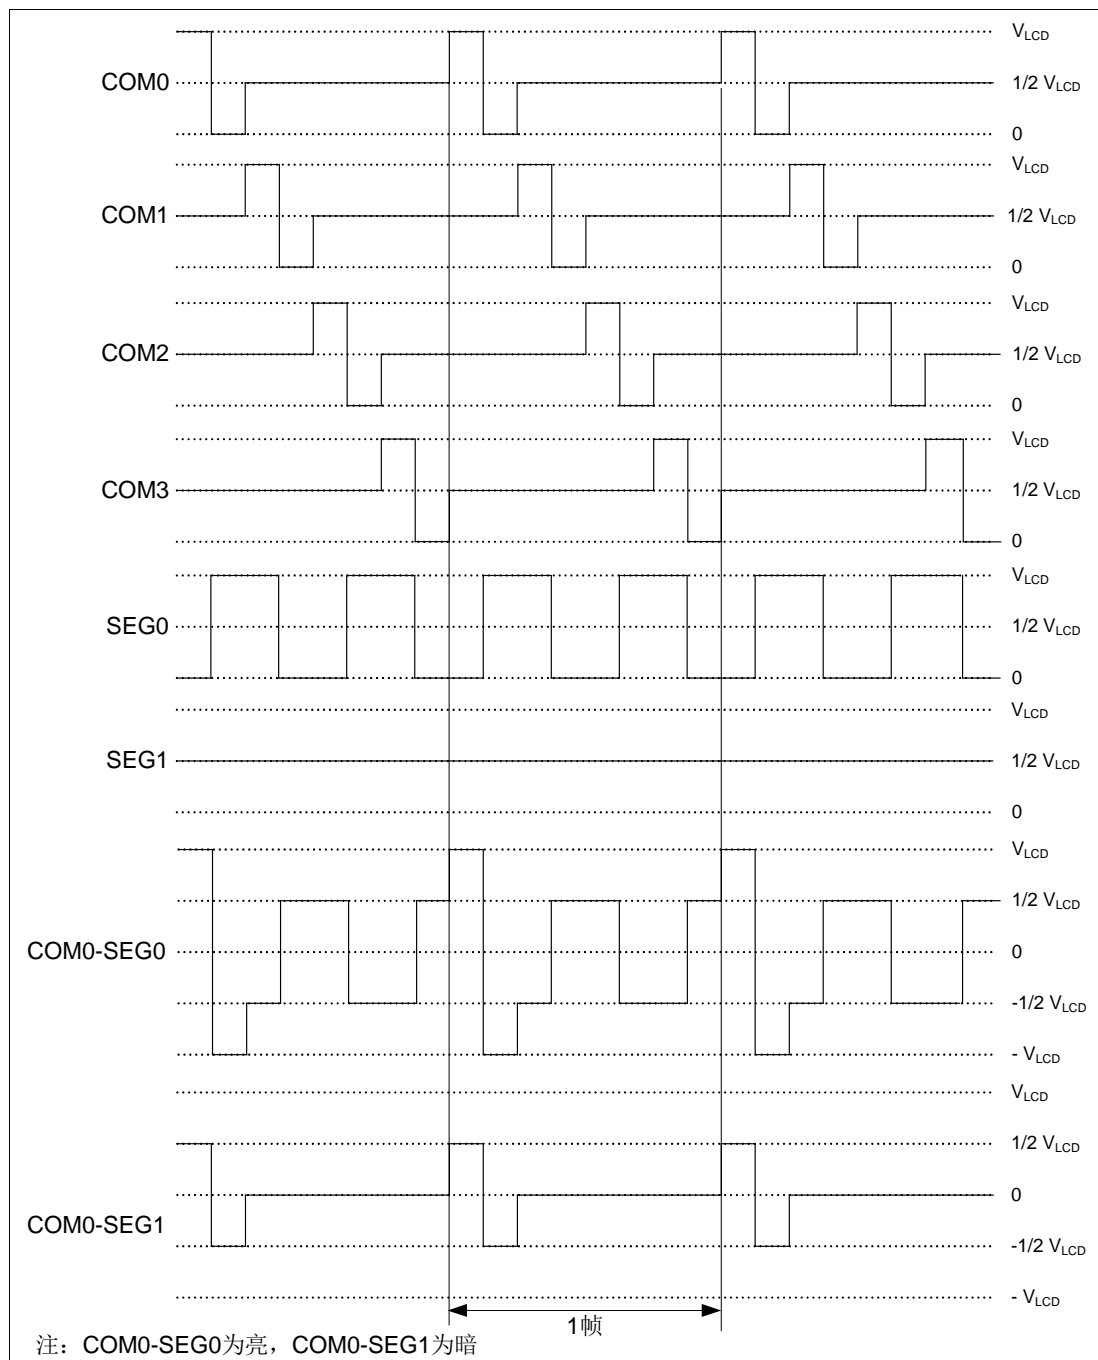 V_LCD
COM0
1/2 V_LCD
0
V_LCD
COM1
1/2 V_LCD
0
V_LCD
COM2
1/2 V_LCD
0
V_LCD
COM3
1/2 V_LCD
0
V_LCD
SEG0
1/2 V_LCD
0
V_LCD
SEG1
1/2 V_LCD
0
V_LCD
1/2 V_LCD
COM0-SEG0
0
-1/2 V_LCD
- V_LCD
V_LCD
1/2 V_LCD
0
COM0-SEG1
-1/2 V_LCD
- V_LCD
1帧
注：COM0-SEG0为亮，COM0-SEG1为暗